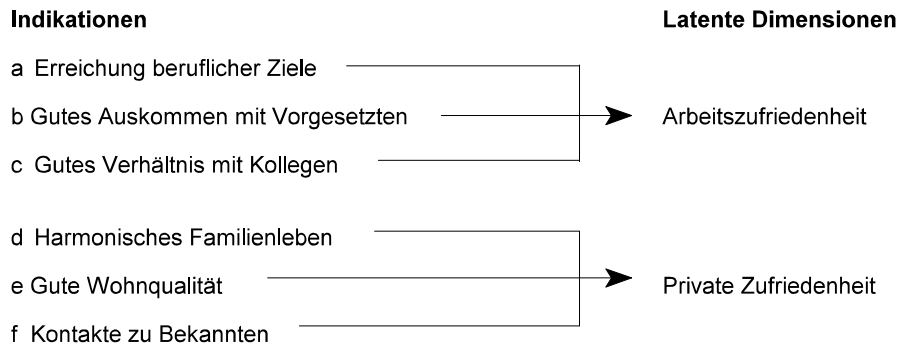 Indikationen Latente Dimensionen
a Erreichung beruflicher Ziele
b Gutes Auskommen mit Vorgesetzten Arbeitszufriedenheit
c Gutes Verhältnis mit Kollegen
d Harmonisches Familienleben
e Gute Wohnqualität Private Zufriedenheit
f Kontakte zu Bekannten